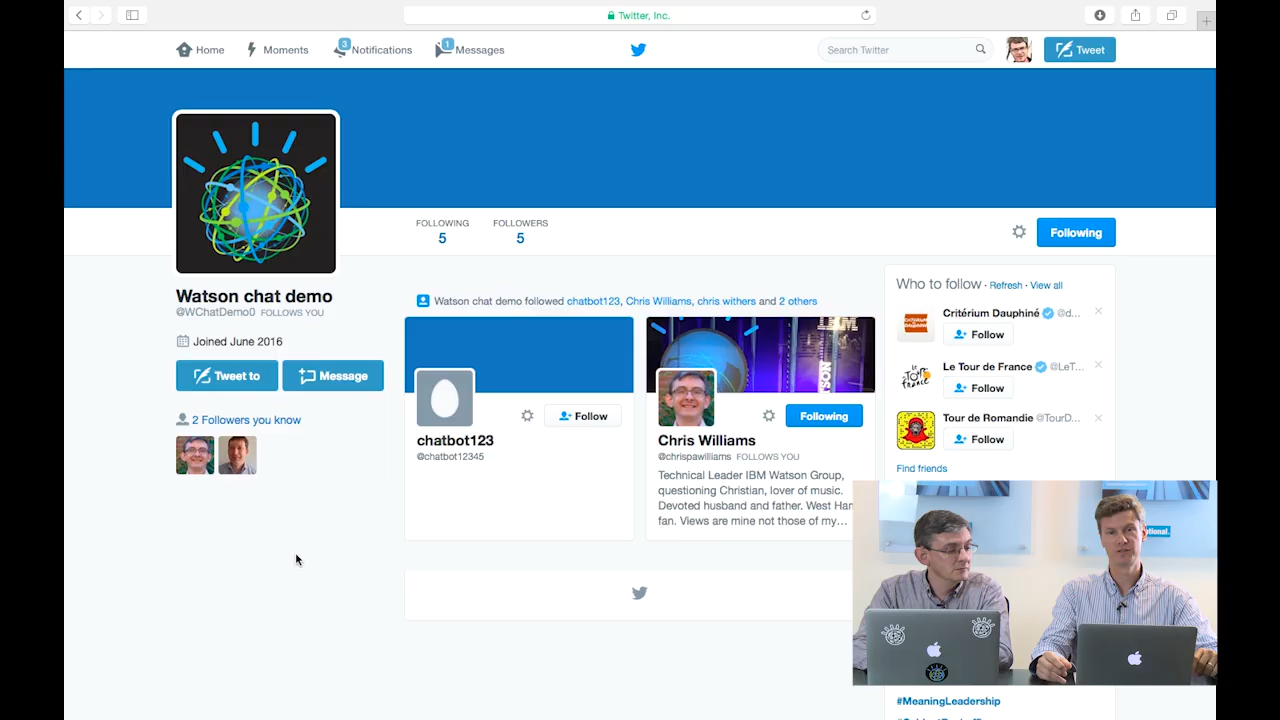 Twitter, Inc.
Home
Moments
3
Notifications
1
Messages
Search Twitter
Tweet
FOLLOWING
5
FOLLOWERS
5
Following
Watson chat demo
@WChatDemo0 FOLLOWS YOU
Joined June 2016
Tweet to
Message
2 Followers you know
Watson chat demo followed chatbot123, Chris Williams, chris withers and 2 others
Follow
chatbot123
@chatbot12345
Following
Chris Williams
@chrispawilliams FOLLOWS YOU
Technical Leader IBM Watson Group,
questioning Christian, lover of music.
Devoted husband and father. West Ham
fan. Views are mine not those of my…
Who to follow · Refresh · View all
Critérium Dauphiné @d...
Follow
Le Tour de France @LeT...
Follow
Tour de Romandie @TourD...
Follow
Find friends
#MeaningLeadership